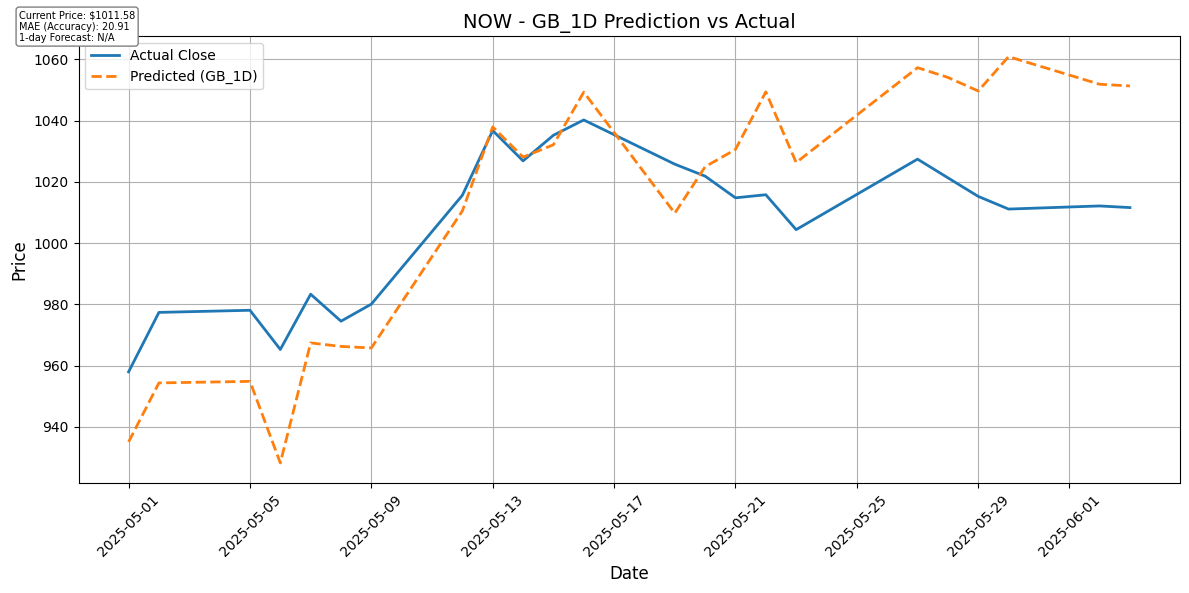 NOW - GB_1D Prediction vs Actual
Current Price: $1011.58
MAE (Accuracy): 20.91
1-day Forecast: N/A
Actual Close
Predicted (GB_1D)
Price
1060
1040
1020
1000
980
960
940
2025-05-01
2025-05-05
2025-05-09
2025-05-13
2025-05-17
2025-05-21
2025-05-25
2025-05-29
2025-06-01
Date